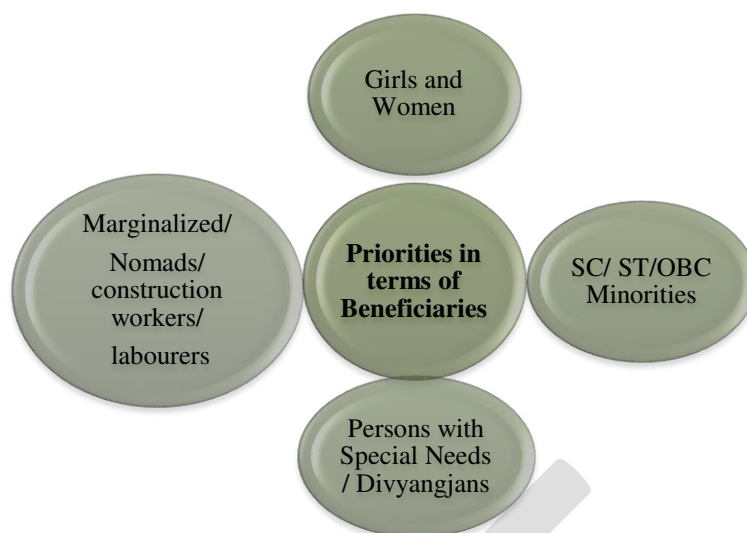 Girls and
Women
Marginalized/
Nomads/
construction
workers/
labourers
Priorities in
terms of
Beneficiaries
SC/ ST/OBC
Minorities
Persons with
Special Needs
/ Divyangjans